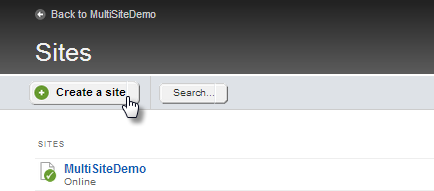 Back to MultiSiteDemo
Sites
Create a site
Search...
SITES
MultiSiteDemo
Online